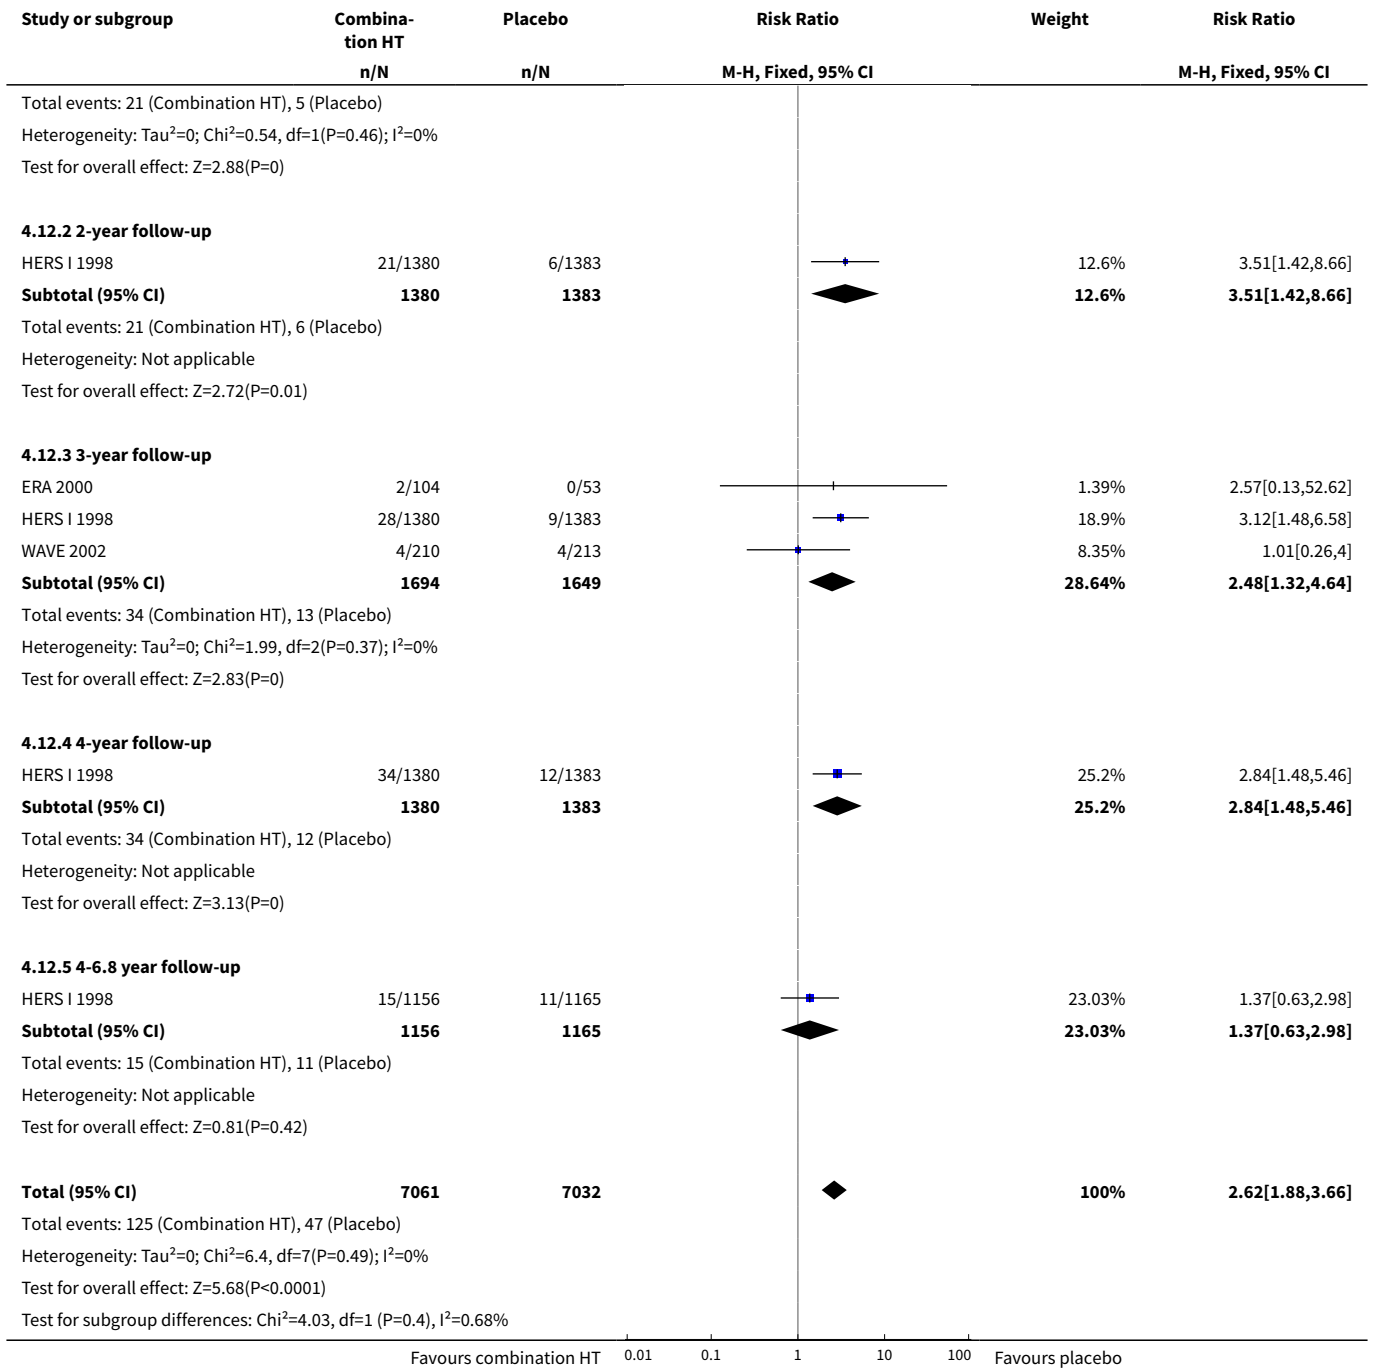 Study or subgroup Combina- Placebo Risk Ratio Weight Risk Ratio
tion HT
n/N n/N M-H, Fixed, 95% CI M-H, Fixed, 95% CI
Total events: 21 (Combination HT), 5 (Placebo)
Heterogeneity: Tau²=0; Chi²=0.54, df=1(P=0.46); I²=0%
Test for overall effect: Z=2.88(P=0)
4.12.2 2-year follow-up
HERS I 1998 21/1380 6/1383 12.6% 3.51[1.42,8.66]
Subtotal (95% CI) 1380 1383 12.6% 3.51[1.42,8.66]
Total events: 21 (Combination HT), 6 (Placebo)
Heterogeneity: Not applicable
Test for overall effect: Z=2.72(P=0.01)
4.12.3 3-year follow-up
ERA 2000 2/104 0/53 1.39% 2.57[0.13,52.62]
HERS I 1998 28/1380 9/1383 18.9% 3.12[1.48,6.58]
WAVE 2002 4/210 4/213 8.35% 1.01[0.26,4]
Subtotal (95% CI) 1694 1649 28.64% 2.48[1.32,4.64]
Total events: 34 (Combination HT), 13 (Placebo)
Heterogeneity: Tau²=0; Chi²=1.99, df=2(P=0.37); I²=0%
Test for overall effect: Z=2.83(P=0)
4.12.4 4-year follow-up
HERS I 1998 34/1380 12/1383 25.2% 2.84[1.48,5.46]
Subtotal (95% CI) 1380 1383 25.2% 2.84[1.48,5.46]
Total events: 34 (Combination HT), 12 (Placebo)
Heterogeneity: Not applicable
Test for overall effect: Z=3.13(P=0)
4.12.5 4-6.8 year follow-up
HERS I 1998 15/1156 11/1165 23.03% 1.37[0.63,2.98]
Subtotal (95% CI) 1156 1165 23.03% 1.37[0.63,2.98]
Total events: 15 (Combination HT), 11 (Placebo)
Heterogeneity: Not applicable
Test for overall effect: Z=0.81(P=0.42)
Total (95% CI) 7061 7032 100% 2.62[1.88,3.66]
Total events: 125 (Combination HT), 47 (Placebo)
Heterogeneity: Tau²=0; Chi²=6.4, df=7(P=0.49); I²=0%
Test for overall effect: Z=5.68(P<0.0001)
Test for subgroup differences: Chi²=4.03, df=1 (P=0.4), I²=0.68%
Favours combination HT 0.01 0.1 1 10 100 Favours placebo